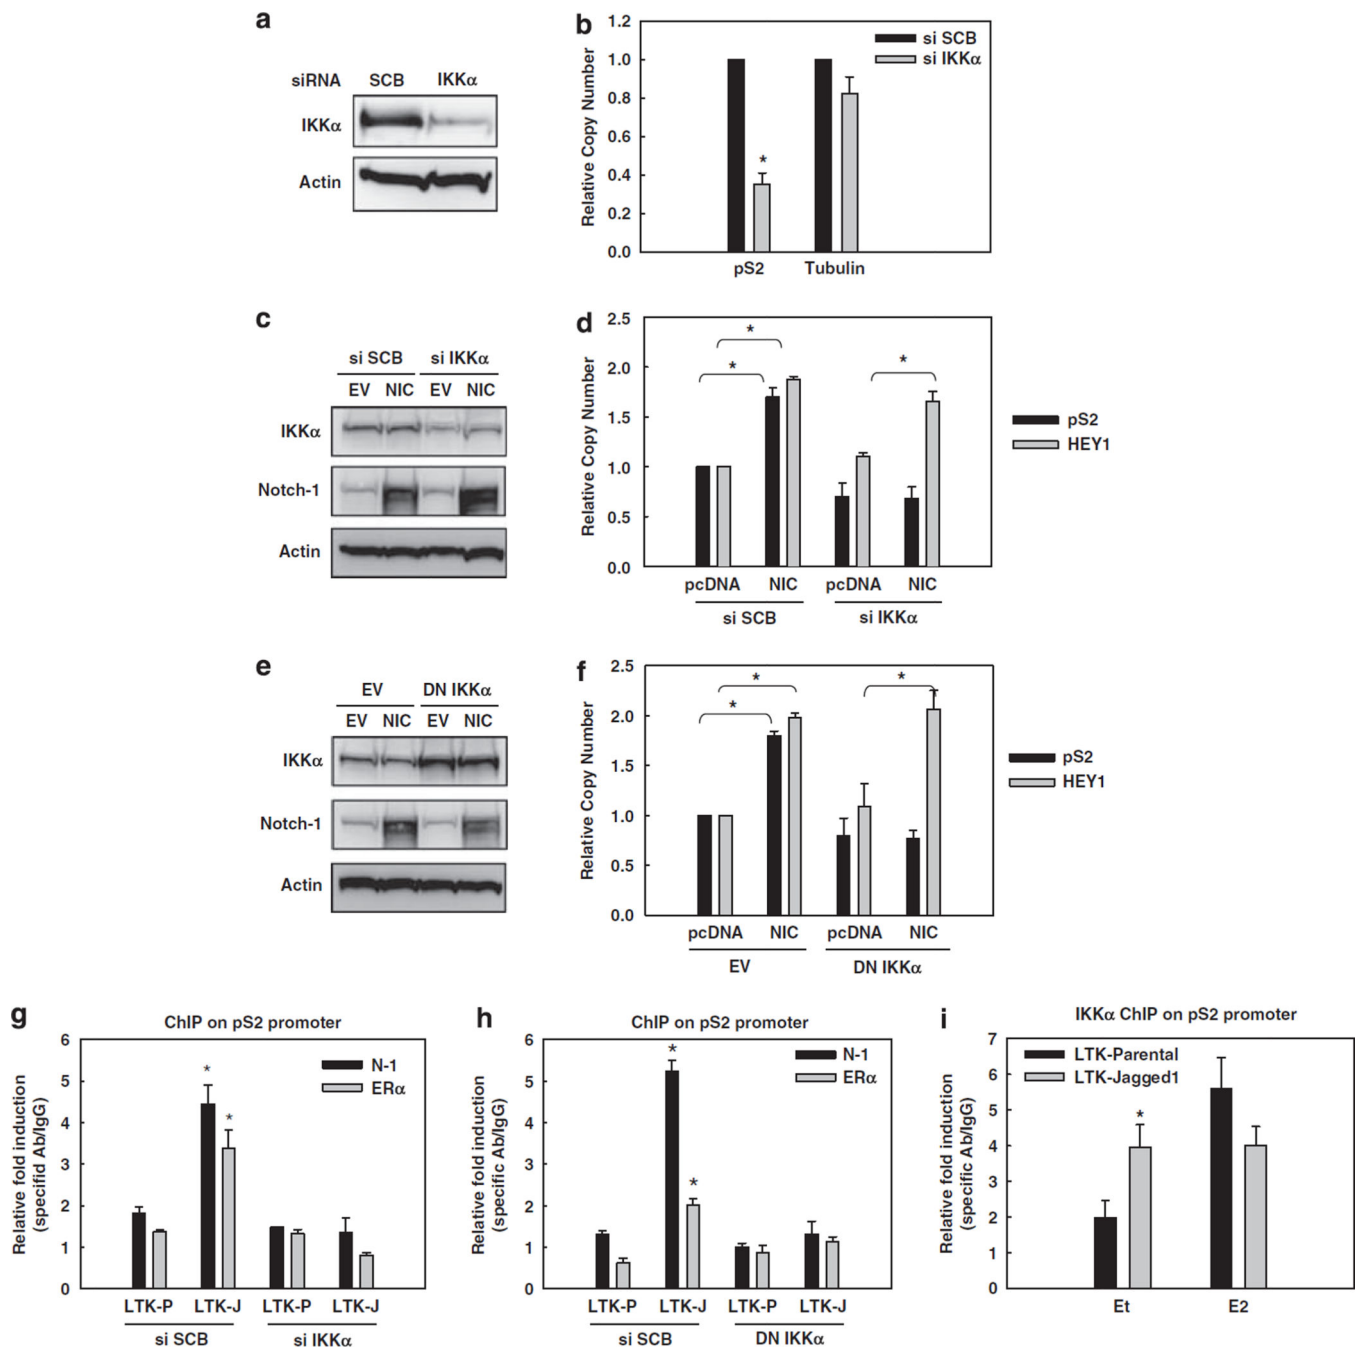 a
siRNA SCB IKKα
IKKα
Actin
b
Relative Copy Number
1.2
1.0
0.8
0.6
0.4
0.2
0.0
si SCB
si IKKα
*
pS2 Tubulin
c
si SCB si IKKα
EV NIC EV NIC
IKKα
Notch-1
Actin
d
Relative Copy Number
2.5
2.0
1.5
1.0
0.5
0.0
*
*
*
pS2
HEY1
pcDNA NIC pcDNA NIC
si SCB si IKKα
e
EV DN IKKα
EV NIC EV NIC
IKKα
Notch-1
Actin
f
Relative Copy Number
2.5
2.0
1.5
1.0
0.5
0.0
*
*
*
pS2
HEY1
pcDNA NIC pcDNA NIC
EV DN IKKα
g
ChIP on pS2 promoter
Relative fold induction
(specific Ab/IgG)
6
5
4
3
2
1
0
N-1
ERα
*
*
LTK-P LTK-J LTK-P LTK-J
si SCB si IKKα
h
ChIP on pS2 promoter
Relative fold induction
(specific Ab/IgG)
6
5
4
3
2
1
0
N-1
ERα
*
*
LTK-P LTK-J LTK-P LTK-J
si SCB DN IKKα
i
IKKα ChIP on pS2 promoter
Relative fold induction
(specific Ab/IgG)
7
6
5
4
3
2
1
0
LTK-Parental
LTK-Jagged1
*
Et E2